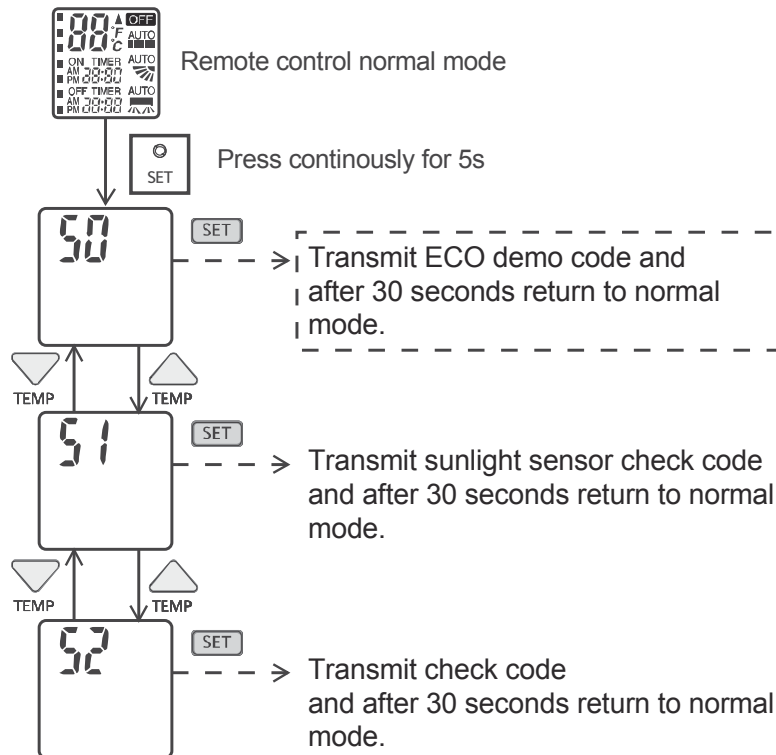 88 °F °C OFF AUTO
ON TIMER AUTO
AM PM 88:88
OFF TIMER AUTO
AM PM 88:88
Remote control normal mode
SET
Press continously for 5s
50
SET
Transmit ECO demo code and
after 30 seconds return to normal
mode.
TEMP TEMP
51
SET
Transmit sunlight sensor check code
and after 30 seconds return to normal
mode.
TEMP TEMP
52
SET
Transmit check code
and after 30 seconds return to normal
mode.